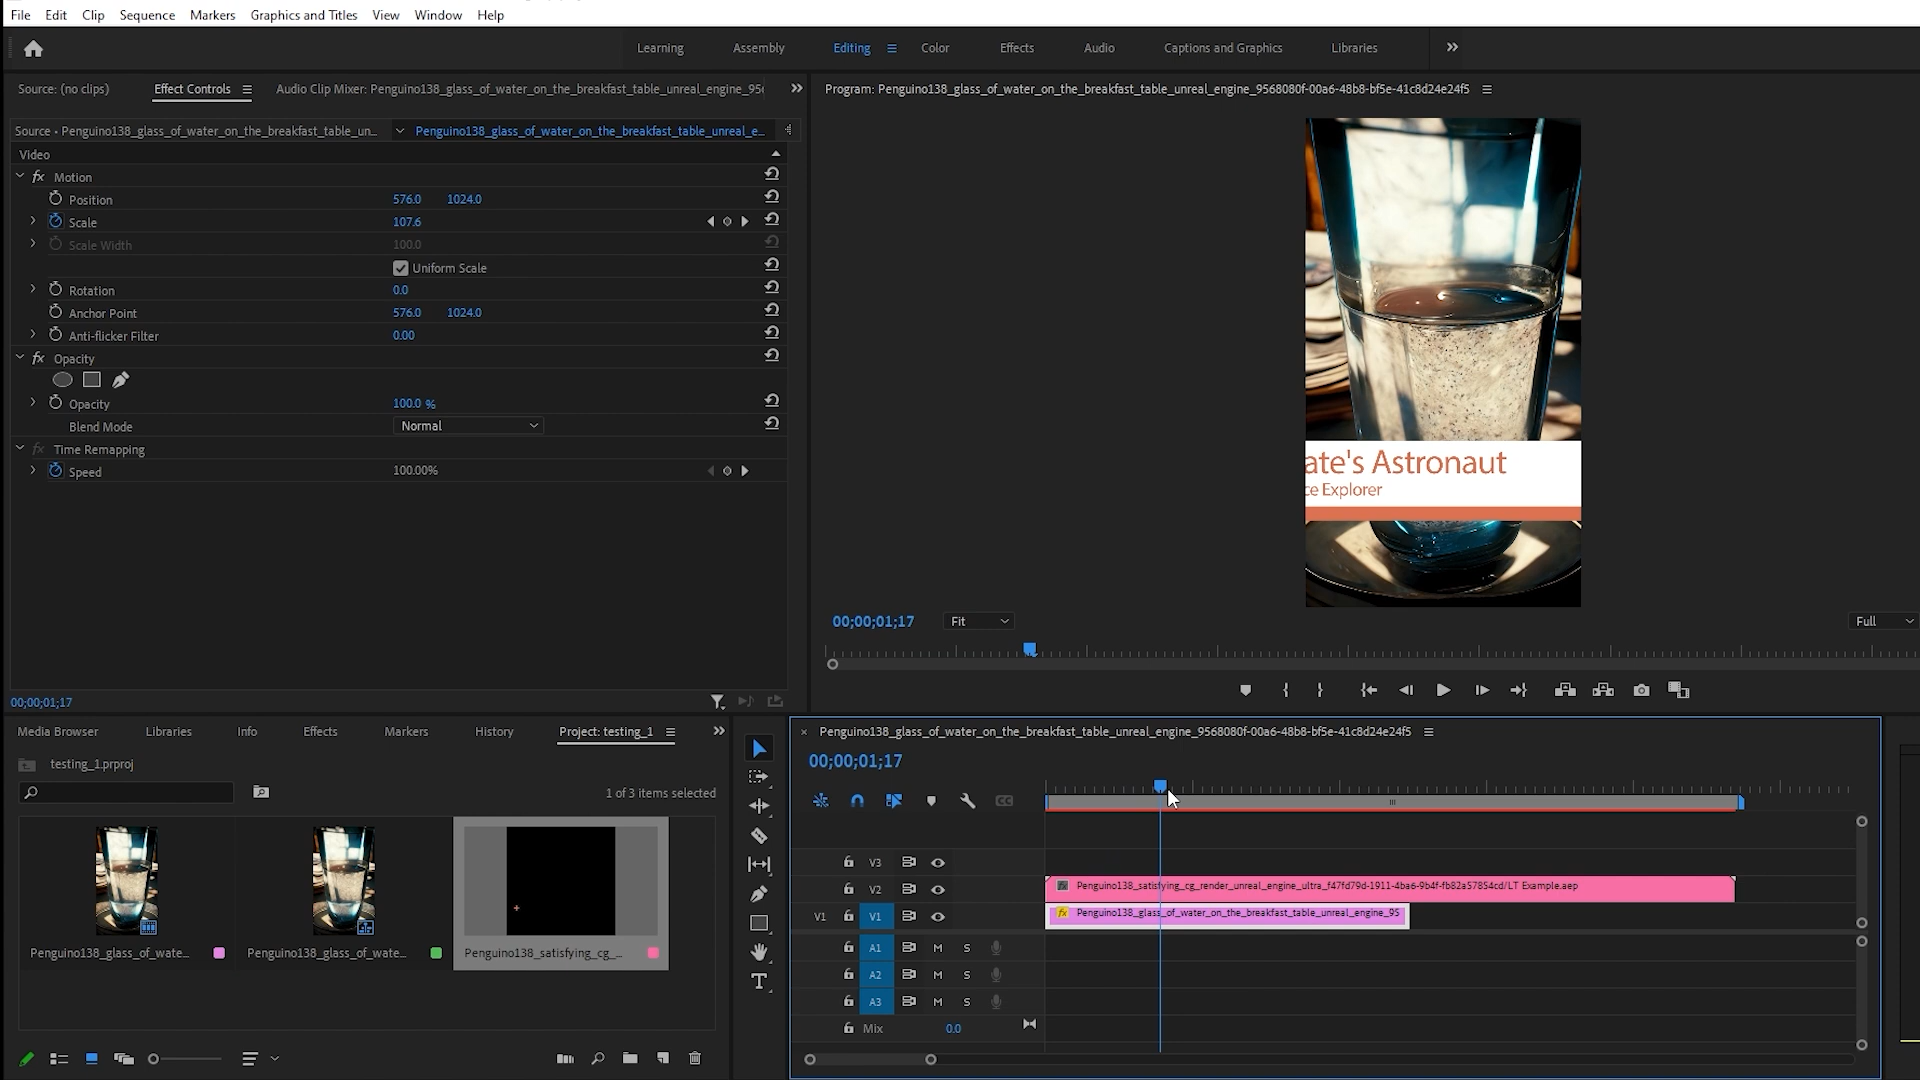 File Edit Clip Sequence Markers Graphics and Titles View Window Help
Learning Assembly Editing Color Effects Audio Captions and Graphics Libraries
Source: (no clips) Effect Controls Audio Clip Mixer: Penguino138_glass_of_water_on_the_breakfast_table_unreal_engine_95
Source • Penguino138_glass_of_water_on_the_breakfast_table_un... Penguino138_glass_of_water_on_the_breakfast_table_unreal_e...
Video
fx Motion
Position 576.0 1024.0
Scale 107.6
Scale Width 100.0
Uniform Scale
Rotation 0.0
Anchor Point 576.0 1024.0
Anti-flicker Filter 0.00
fx Opacity
Opacity 100.0 %
Blend Mode Normal
fx Time Remapping
Speed 100.00%
00;00;01;17
Program: Penguino138_glass_of_water_on_the_breakfast_table_unreal_engine_9568080f-00a6-48b8-bf5e-41c8d24e24f5
ate's Astronaut
ce Explorer
00;00;01;17 Fit Full
Media Browser Libraries Info Effects Markers History Project: testing_1
testing_1.prproj
1 of 3 items selected
Penguino138_glass_of_wate... Penguino138_glass_of_wate... Penguino138_satisfying_cg_...
Penguino138_glass_of_water_on_the_breakfast_table_unreal_engine_9568080f-00a6-48b8-bf5e-41c8d24e24f5
00;00;01;17
V3
V2 fx Penguino138_satisfying_cg_render_unreal_engine_ultra_f47fd79d-1911-4ba6-9b4f-fb82a57854cd/LT Example.aep
V1 V1 fx Penguino138_glass_of_water_on_the_breakfast_table_unreal_engine_95
A1 M S
A2 M S
A3 M S
Mix 0.0